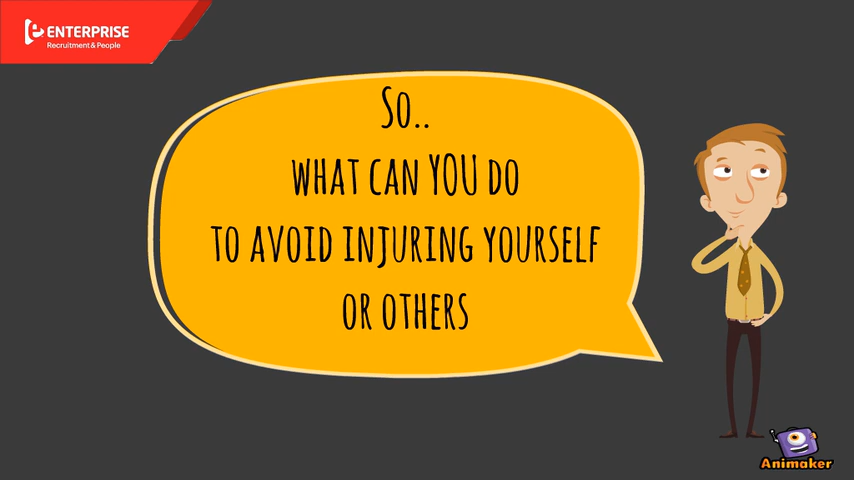 ENTERPRISE
Recruitment & People
So..
WHAT CAN YOU DO
TO AVOID INJURING YOURSELF
OR OTHERS
Animaker